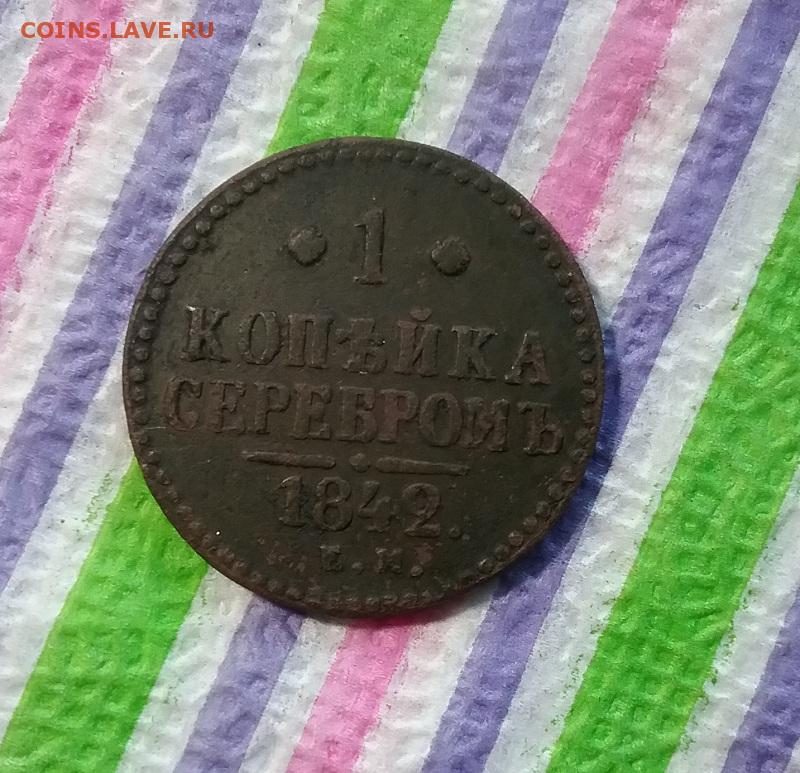 COINS.LAVE.RU
1
КОПѢЙКА
СЕРЕБРОМЪ
1842.
Е.М.